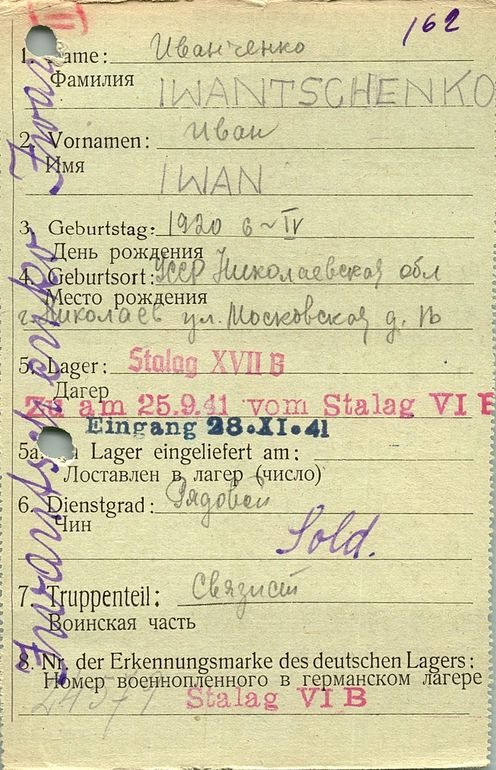 162
II
1. Name: Иванченко
Фамилия
IWANTSCHENKO
2. Vornamen: Иван
Имя
IWAN
3. Geburtstag: 1920 6 ~ IV
День рождения
4. Geburtsort: УССР Николаевская обл
Место рождения
г. Николаев ул. Московская д.
5. Lager: Stalag XVII B
Лагер
Zu am 25.9.41 vom Stalag VI B
Eingang 28.XI.41
5a. Lager eingeliefert am:
Доставлен в лагер (число)
6. Dienstgrad: Рядовой
Чин
Sold.
7. Truppenteil: Связист
Воинская часть
8. Nr. der Erkennungsmarke des deutschen Lagers:
Номер военнопленного в германском лагере
Stalag VI B
Iwantschenko Iwan